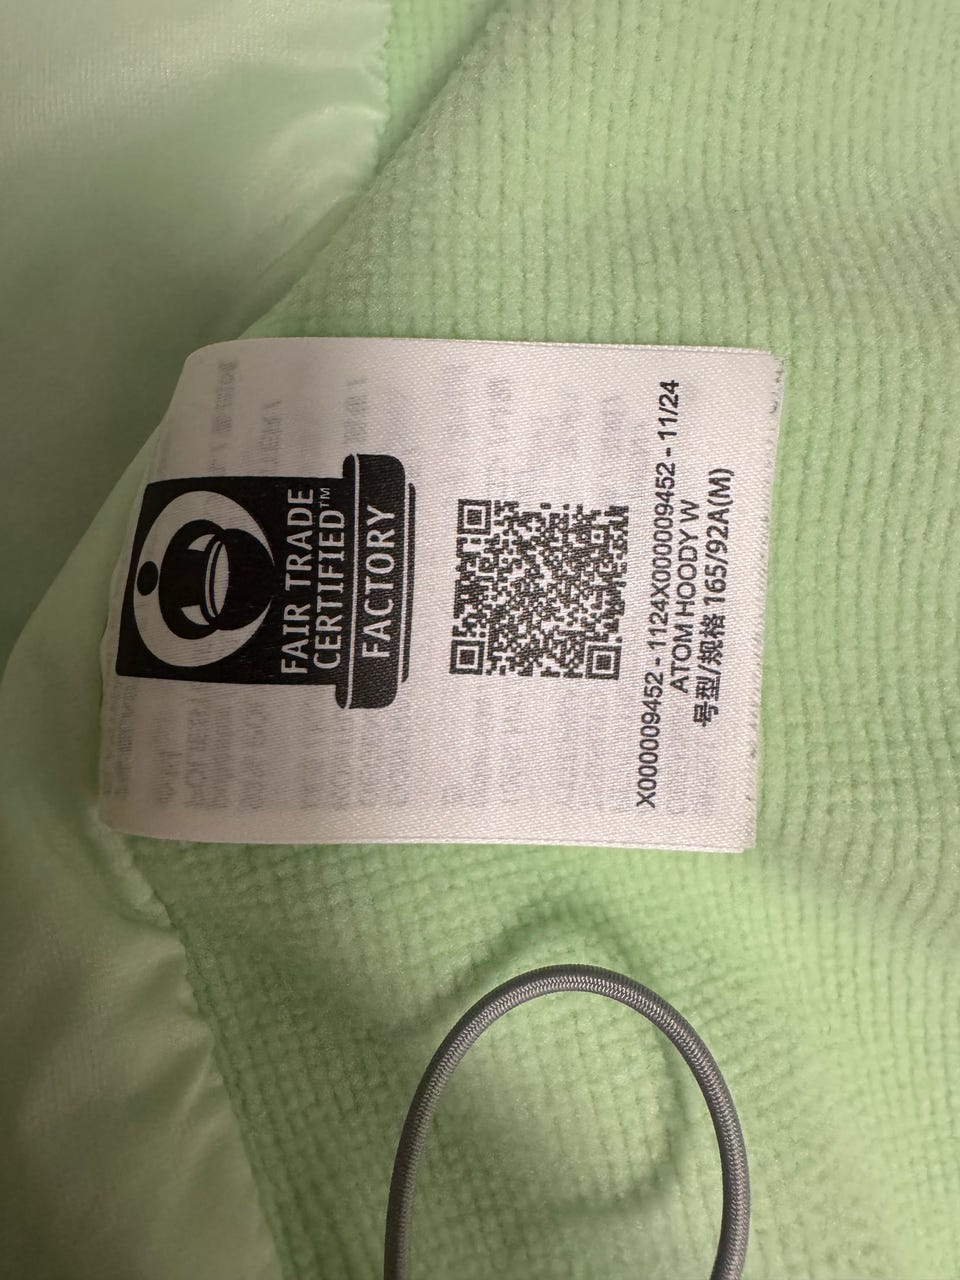 FAIR TRADE
CERTIFIED™
FACTORY
X000009452 - 1124X000009452 - 11/24
ATOM HOODY W
号型/规格 165/92A(M)